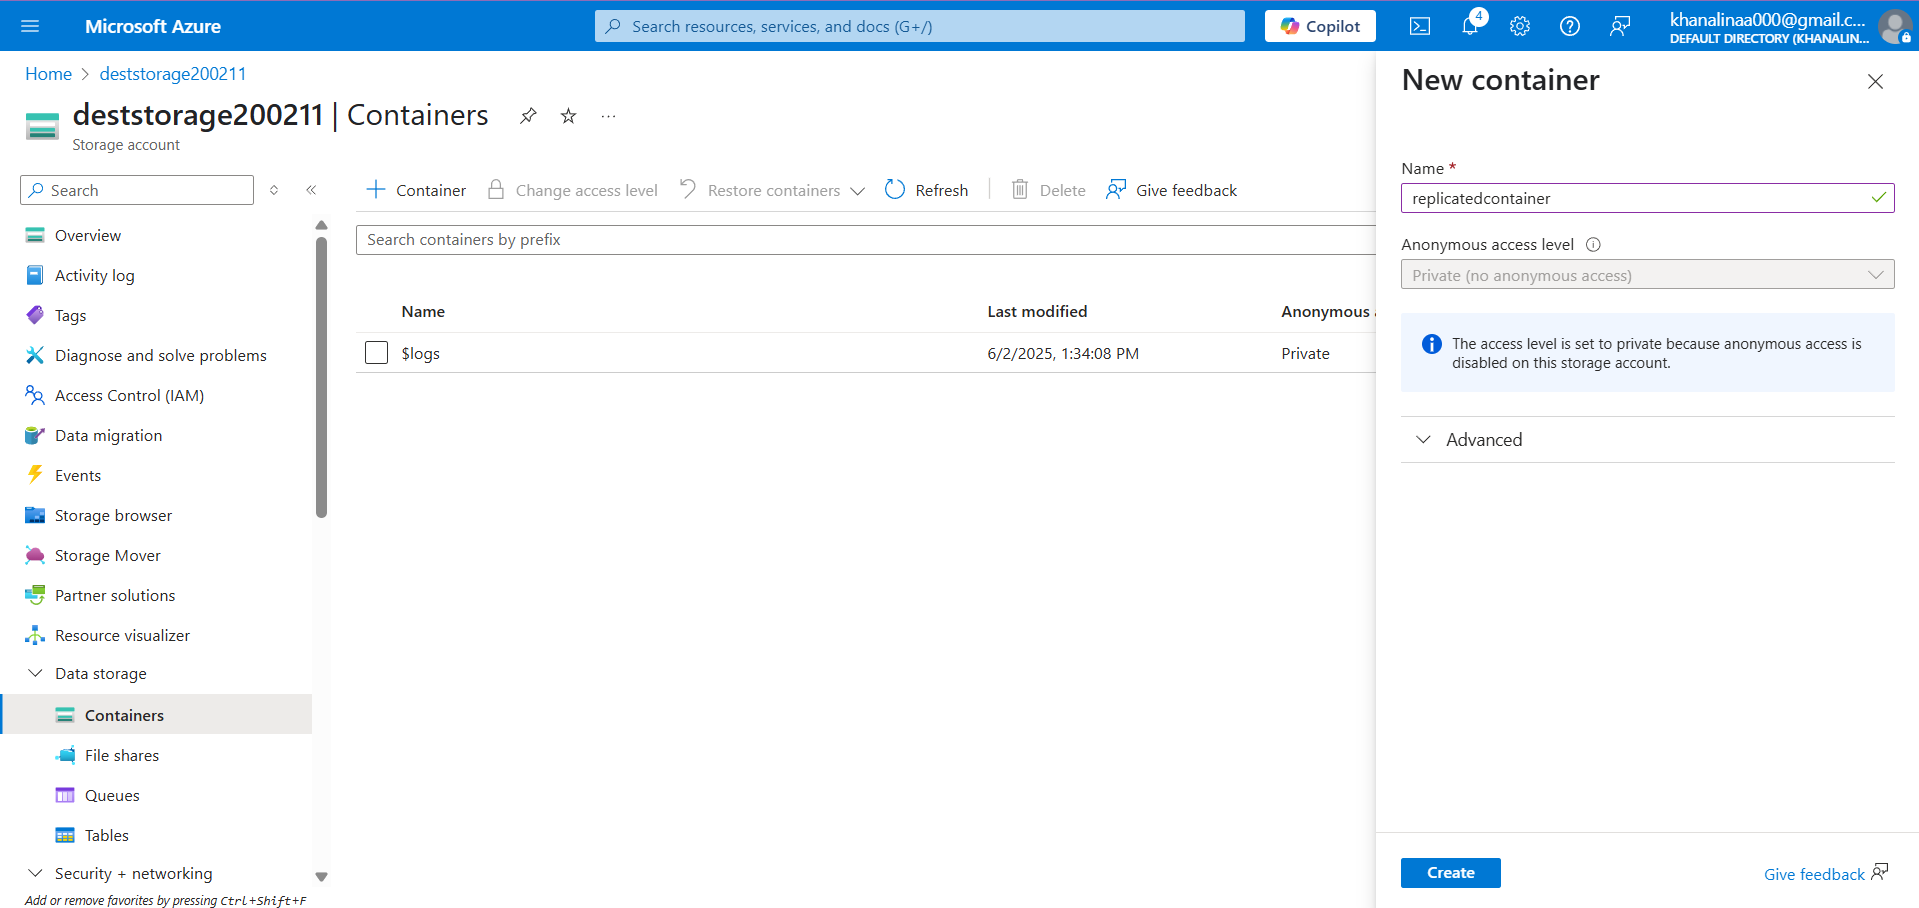 Microsoft Azure
Search resources, services, and docs (G+/)
Copilot
4
khanalinaa000@gmail.c...
DEFAULT DIRECTORY (KHANALIN...
Home > deststorage200211
deststorage200211 | Containers
...
Storage account
Search
Overview
Activity log
Tags
Diagnose and solve problems
Access Control (IAM)
Data migration
Events
Storage browser
Storage Mover
Partner solutions
Resource visualizer
Data storage
Containers
File shares
Queues
Tables
Security + networking
Add or remove favorites by pressing Ctrl+Shift+F
Container
Change access level
Restore containers
Refresh
Delete
Give feedback
Search containers by prefix
Name Last modified Anonymous
$logs 6/2/2025, 1:34:08 PM Private
New container
Name *
replicatedcontainer
Anonymous access level
Private (no anonymous access)
The access level is set to private because anonymous access is
disabled on this storage account.
Advanced
Create
Give feedback